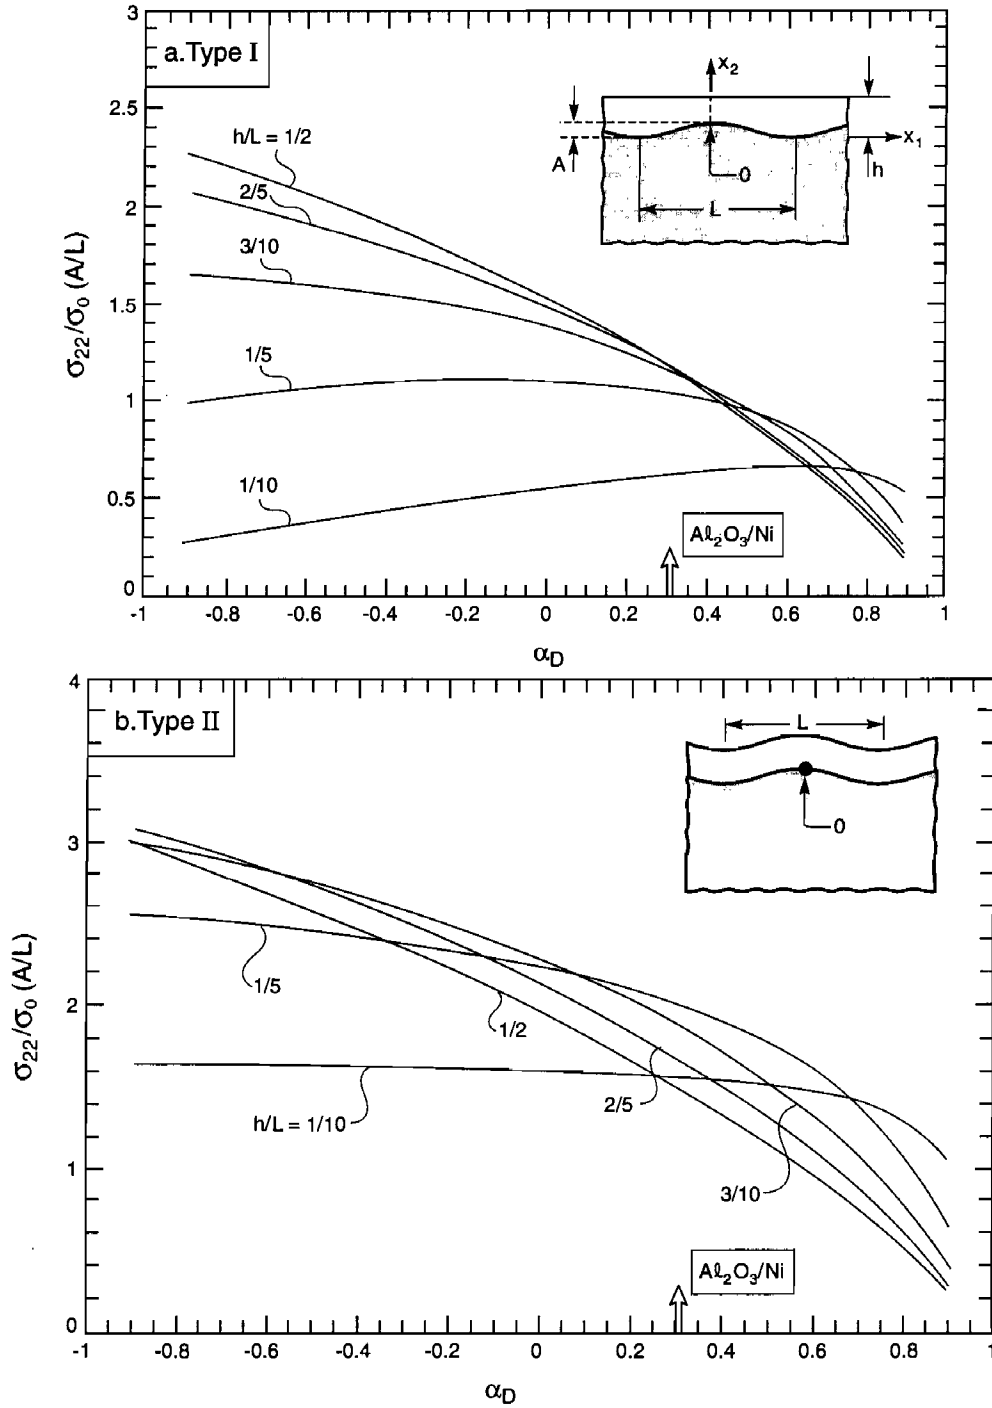 a.Type I
3
2.5
2
1.5
1
0.5
0
σ₂₂/σ₀ (A/L)
h/L = 1/2
2/5
3/10
1/5
1/10
x₂
x₁
A
0
h
L
Aℓ₂O₃/Ni
-1 -0.8 -0.6 -0.4 -0.2 0 0.2 0.4 0.6 0.8 1
α_D
b.Type II
4
3
2
1
0
σ₂₂/σ₀ (A/L)
L
0
1/5
1/2
h/L = 1/10
2/5
3/10
Aℓ₂O₃/Ni
-1 -0.8 -0.6 -0.4 -0.2 0 0.2 0.4 0.6 0.8 1
α_D